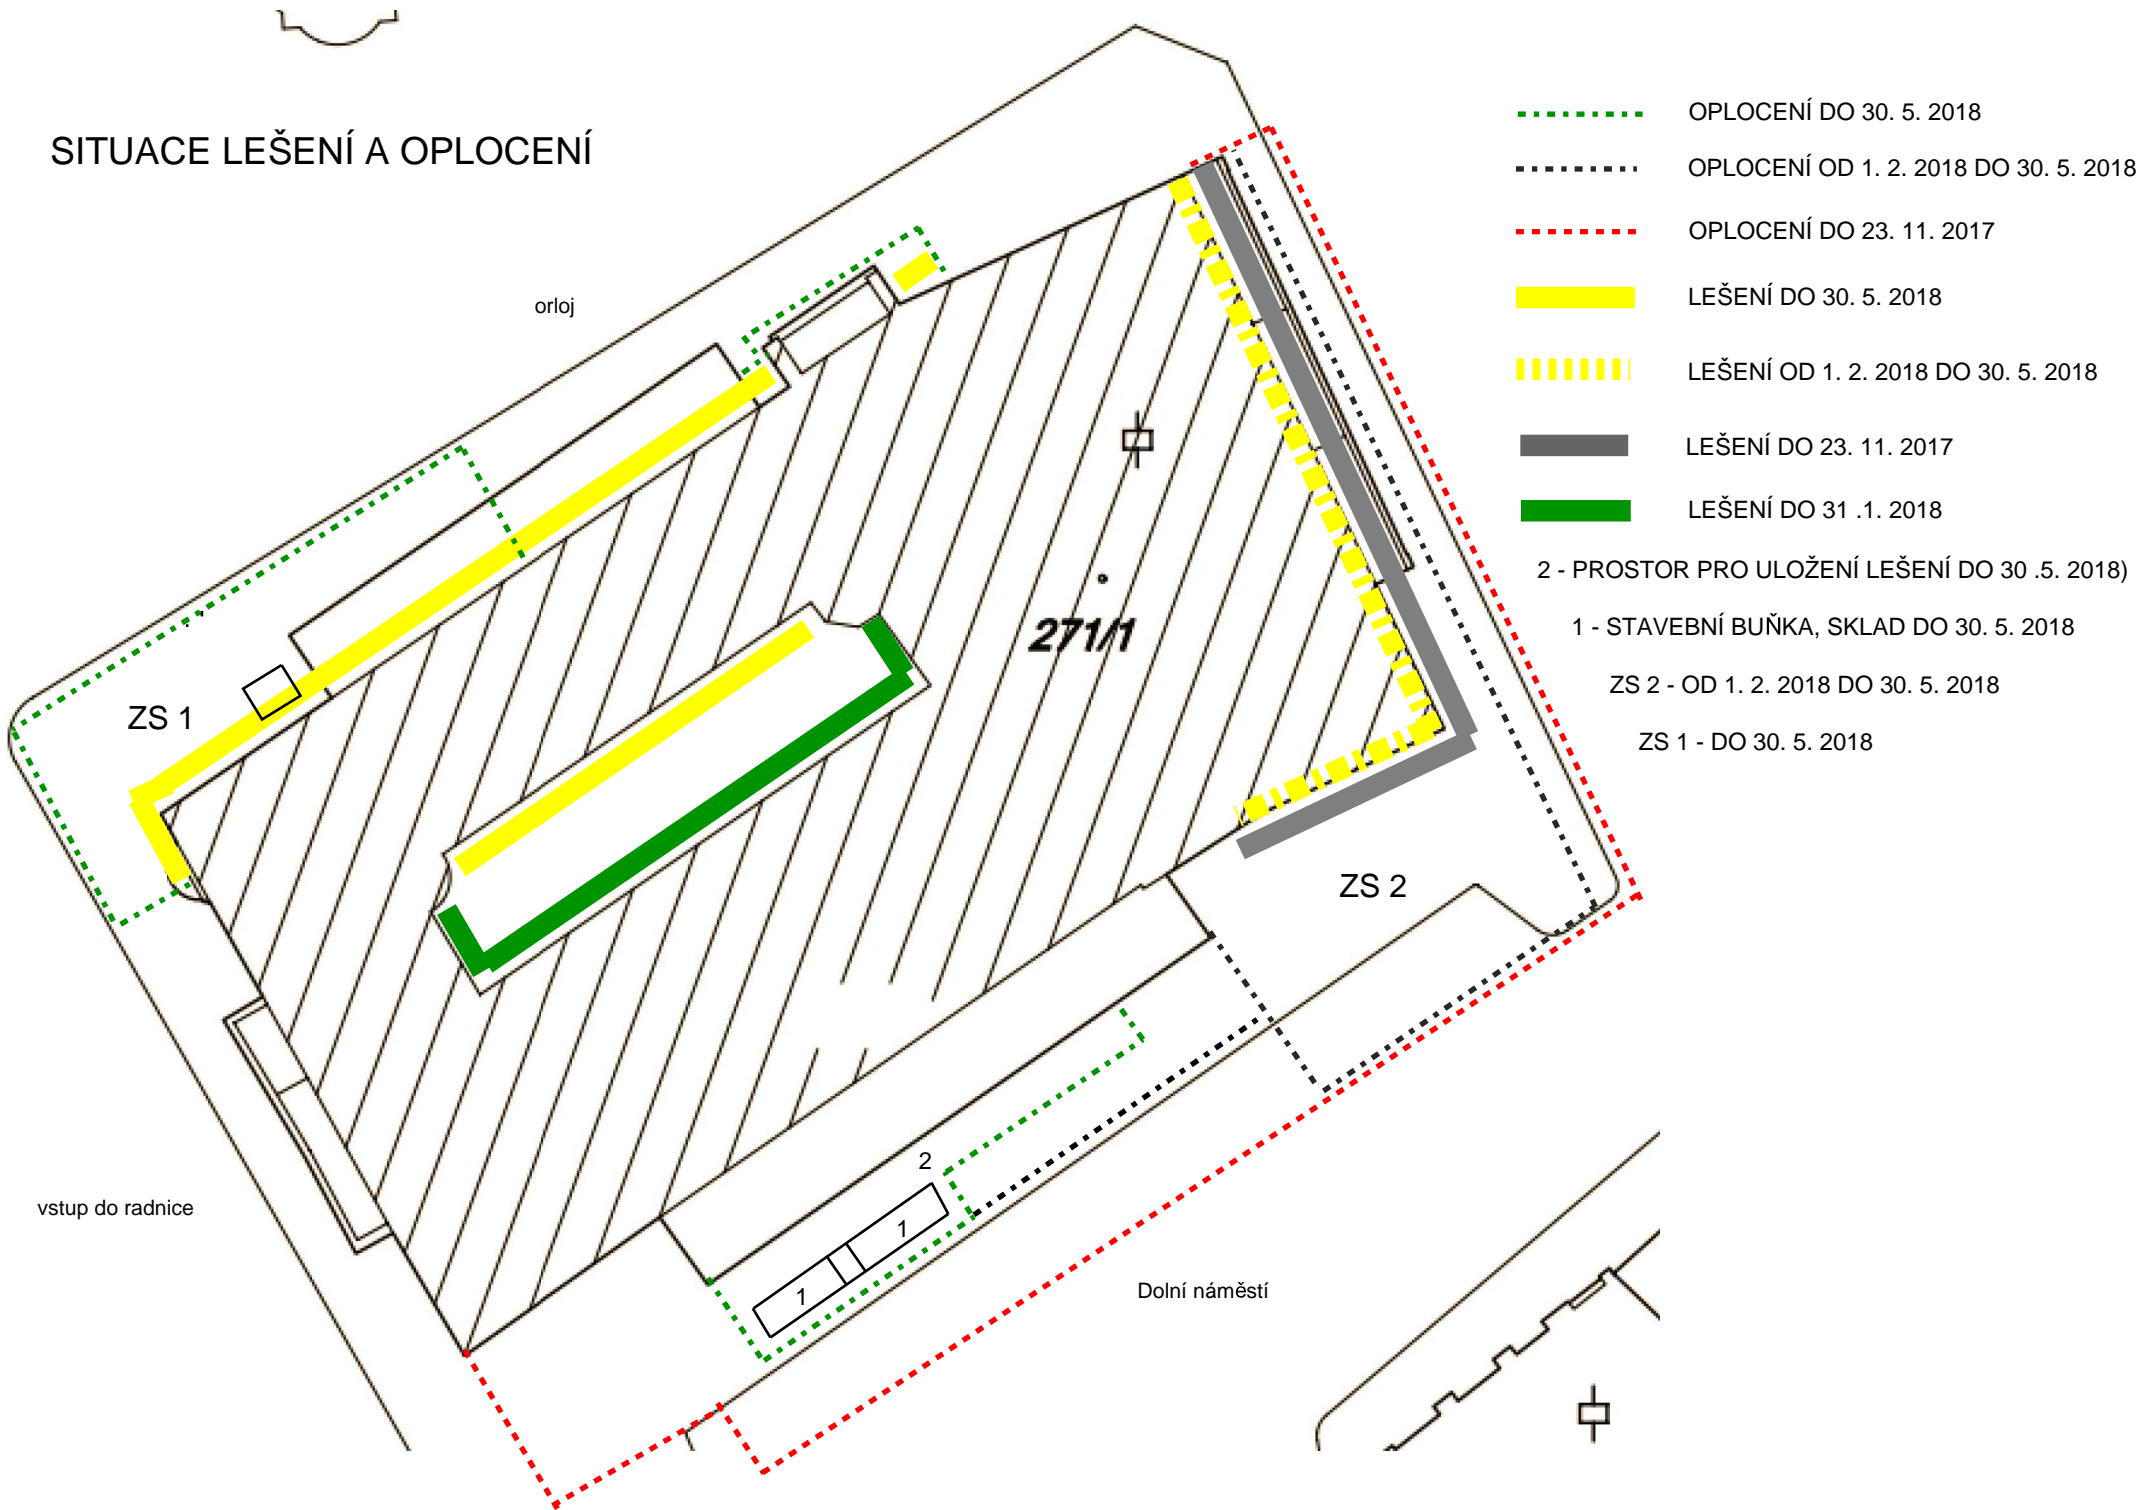 SITUACE LEŠENÍ A OPLOCENÍ
OPLOCENÍ DO 30. 5. 2018
OPLOCENÍ OD 1. 2. 2018 DO 30. 5. 2018
OPLOCENÍ DO 23. 11. 2017
LEŠENÍ DO 30. 5. 2018
LEŠENÍ OD 1. 2. 2018 DO 30. 5. 2018
LEŠENÍ DO 23. 11. 2017
LEŠENÍ DO 31 .1. 2018
2 - PROSTOR PRO ULOŽENÍ LEŠENÍ DO 30 .5. 2018)
1 - STAVEBNÍ BUŇKA, SKLAD DO 30. 5. 2018
ZS 2 - OD 1. 2. 2018 DO 30. 5. 2018
ZS 1 - DO 30. 5. 2018
orloj
271/1
ZS 1
ZS 2
2
1
1
vstup do radnice
Dolní náměstí